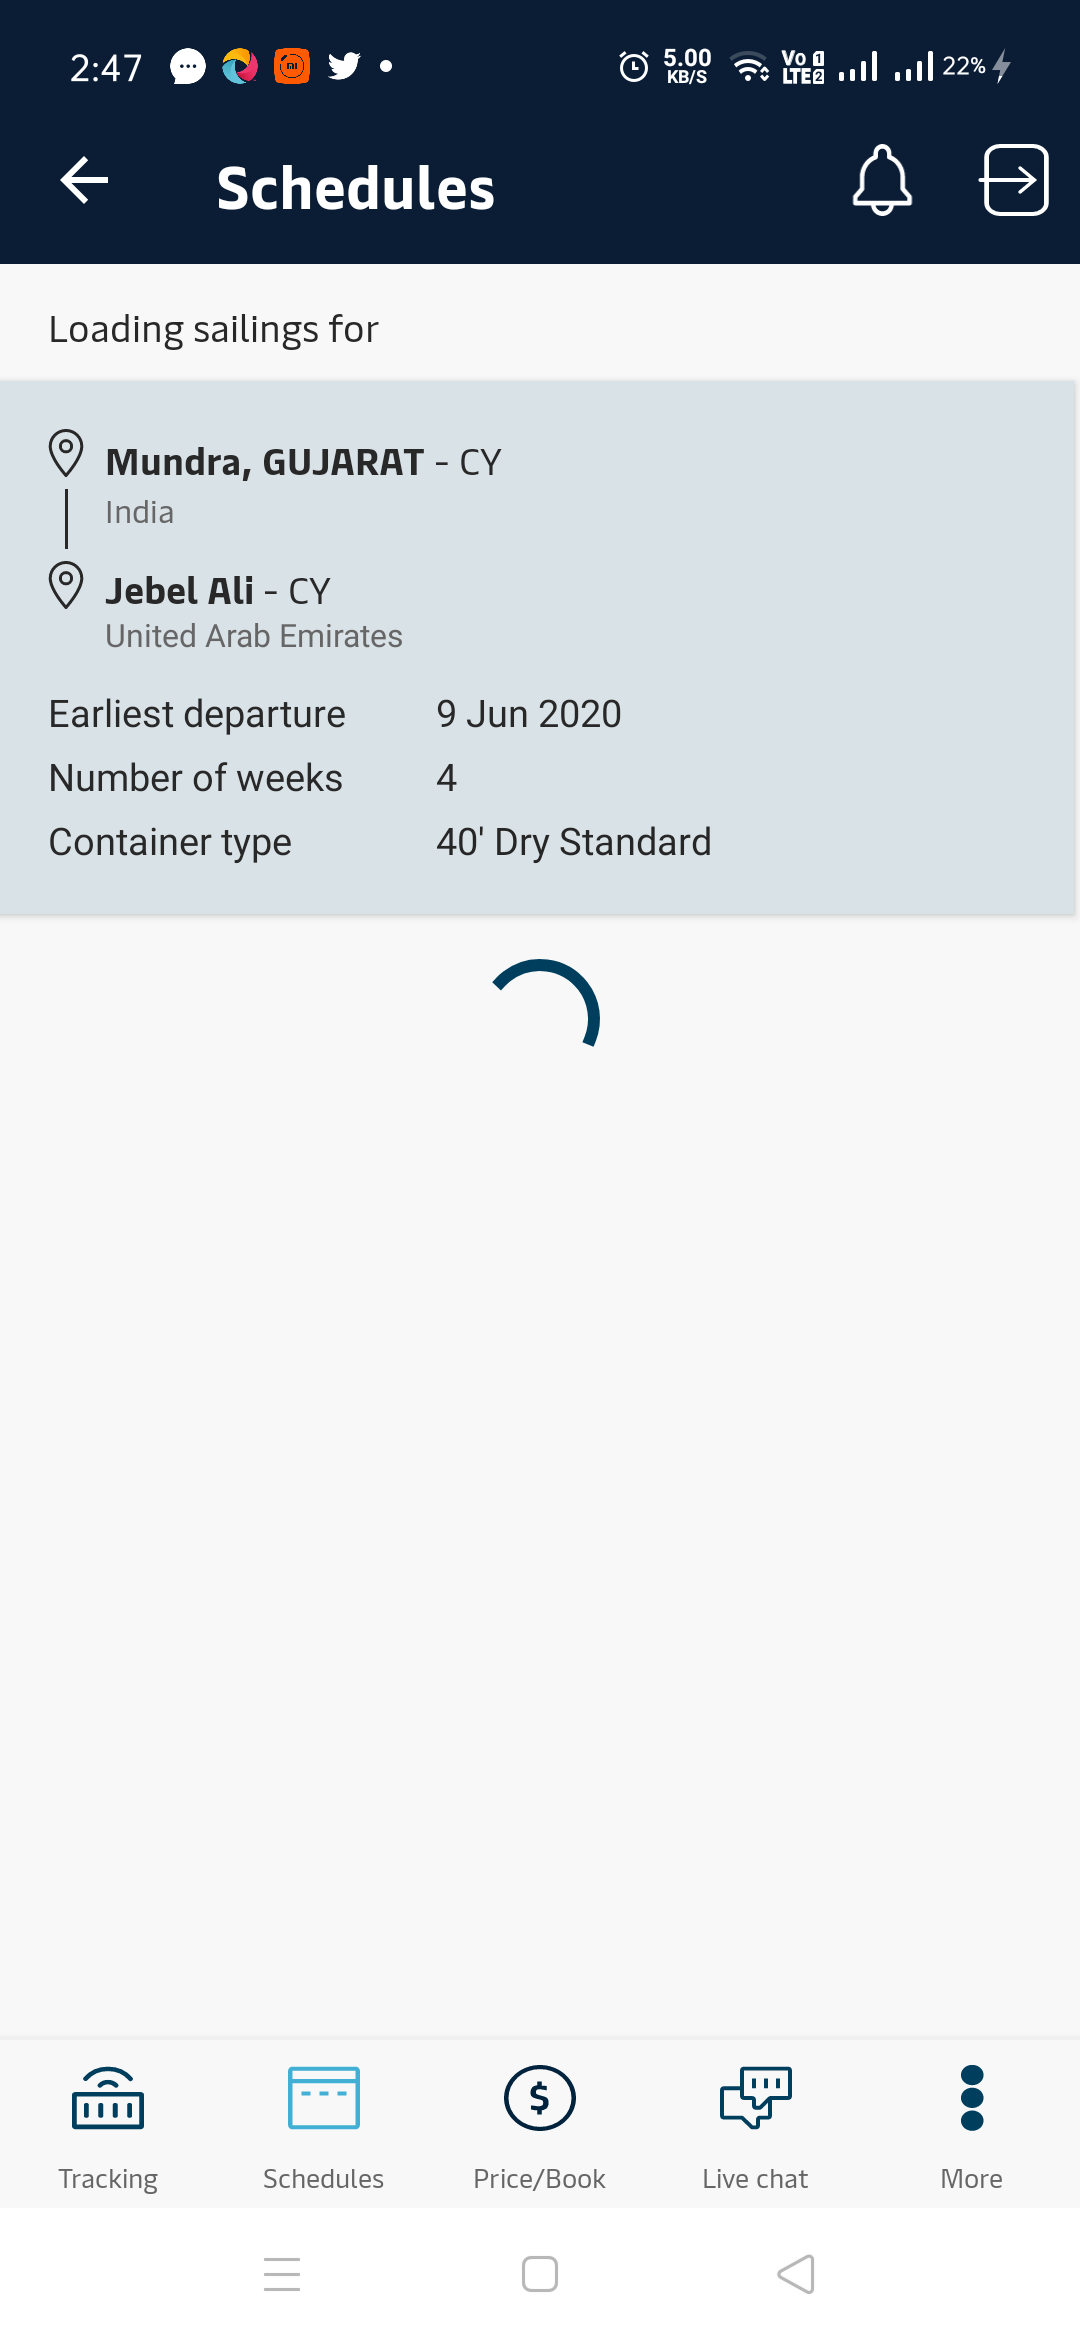 2:47
5.00
KB/S
Vo 1
LTE 2
22%
Schedules
Loading sailings for
Mundra, GUJARAT - CY
India
Jebel Ali - CY
United Arab Emirates
Earliest departure 9 Jun 2020
Number of weeks 4
Container type 40' Dry Standard
$
Tracking Schedules Price/Book Live chat More